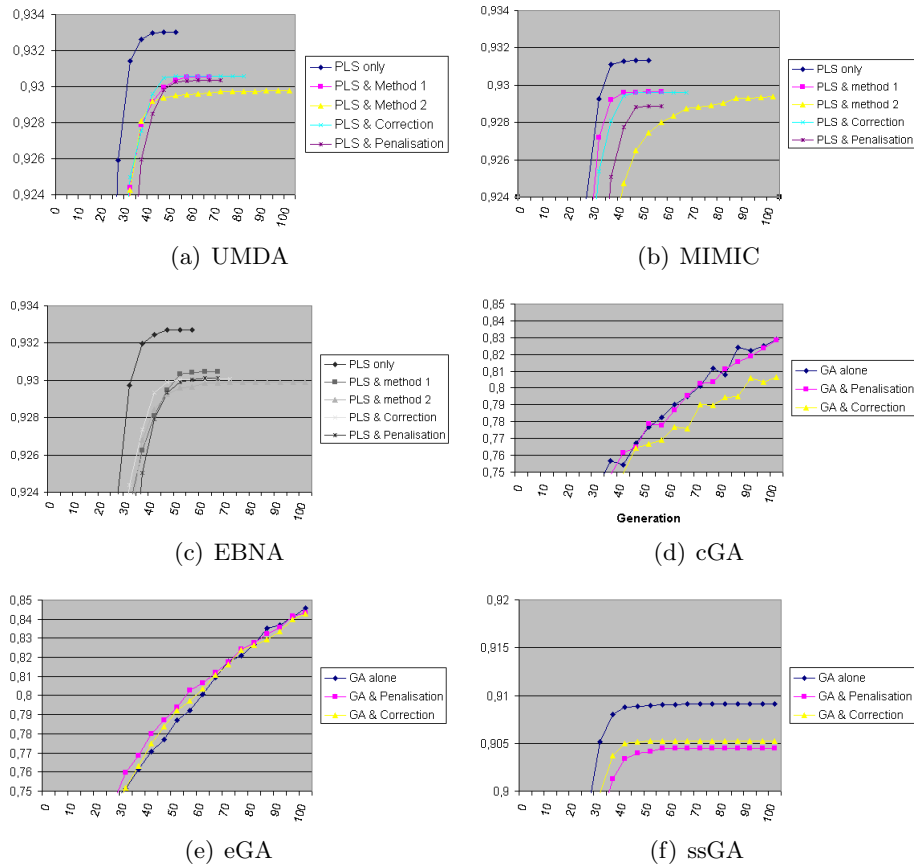 0,934
0,932
0,93
0,928
0,926
0,924
0 10 20 30 40 50 60 70 80 90 100
PLS only
PLS & Method 1
PLS & Method 2
PLS & Correction
PLS & Penalisation
(a) UMDA
0,934
0,932
0,93
0,928
0,926
0,924
0 10 20 30 40 50 60 70 80 90 100
PLS only
PLS & method 1
PLS & method 2
PLS & Correction
PLS & Penalisation
(b) MIMIC
0,934
0,932
0,93
0,928
0,926
0,924
0 10 20 30 40 50 60 70 80 90 100
PLS only
PLS & method 1
PLS & method 2
PLS & Correction
PLS & Penalisation
(c) EBNA
0,85
0,84
0,83
0,82
0,81
0,8
0,79
0,78
0,77
0,76
0,75
0 10 20 30 40 50 60 70 80 90 100
Generation
GA alone
GA & Penalisation
GA & Correction
(d) cGA
0,85
0,84
0,83
0,82
0,81
0,8
0,79
0,78
0,77
0,76
0,75
0 10 20 30 40 50 60 70 80 90 100
GA alone
GA & Penalisation
GA & Correction
(e) eGA
0,92
0,915
0,91
0,905
0,9
0 10 20 30 40 50 60 70 80 90 100
GA alone
GA & Penalisation
GA & Correction
(f) ssGA